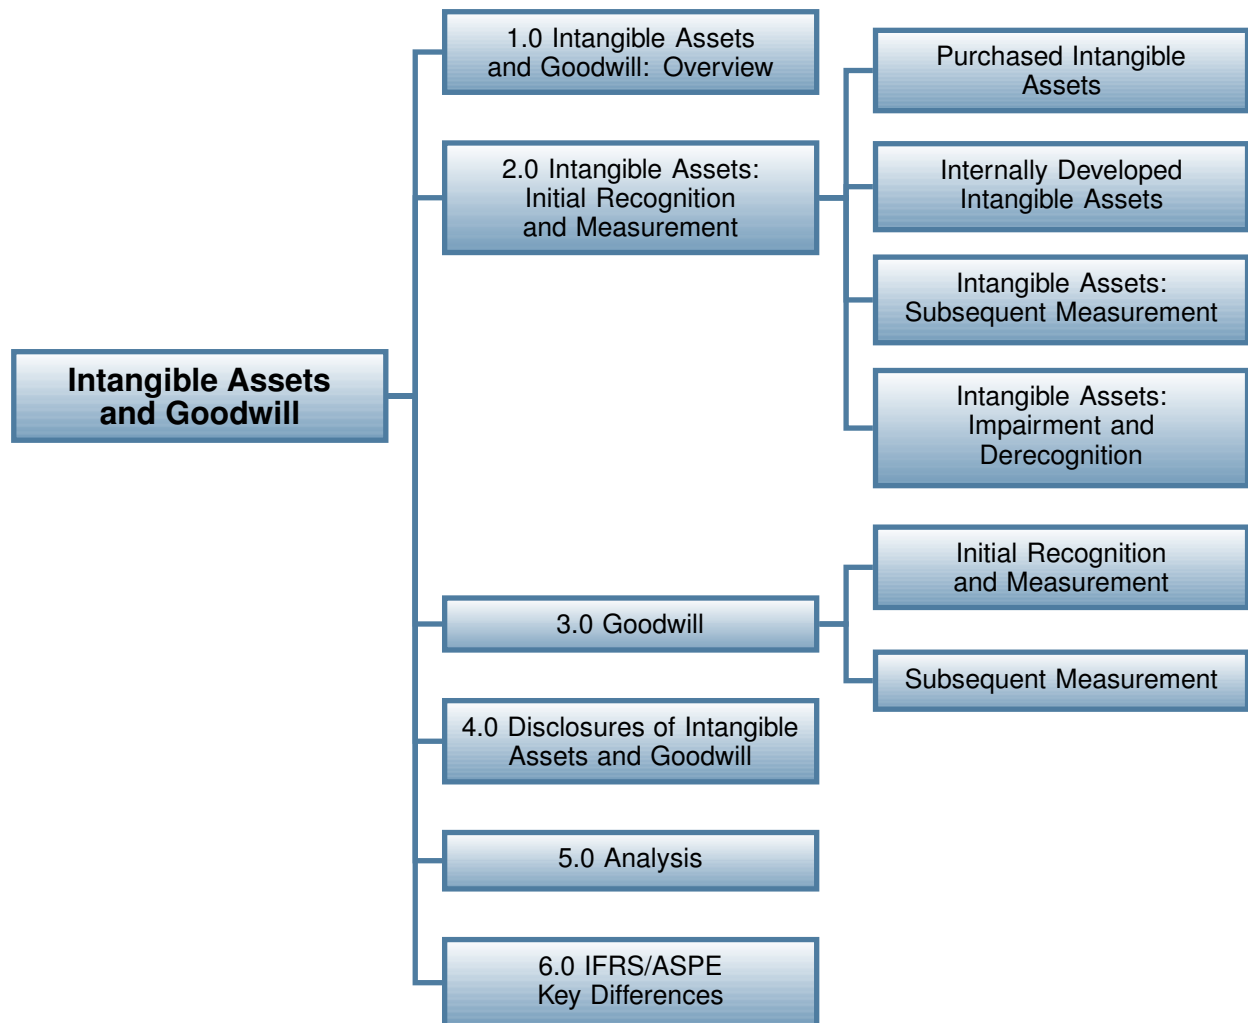 Intangible Assets
and Goodwill
1.0 Intangible Assets
and Goodwill: Overview
2.0 Intangible Assets:
Initial Recognition
and Measurement
Purchased Intangible
Assets
Internally Developed
Intangible Assets
Intangible Assets:
Subsequent Measurement
Intangible Assets:
Impairment and
Derecognition
3.0 Goodwill
Initial Recognition
and Measurement
Subsequent Measurement
4.0 Disclosures of Intangible
Assets and Goodwill
5.0 Analysis
6.0 IFRS/ASPE
Key Differences